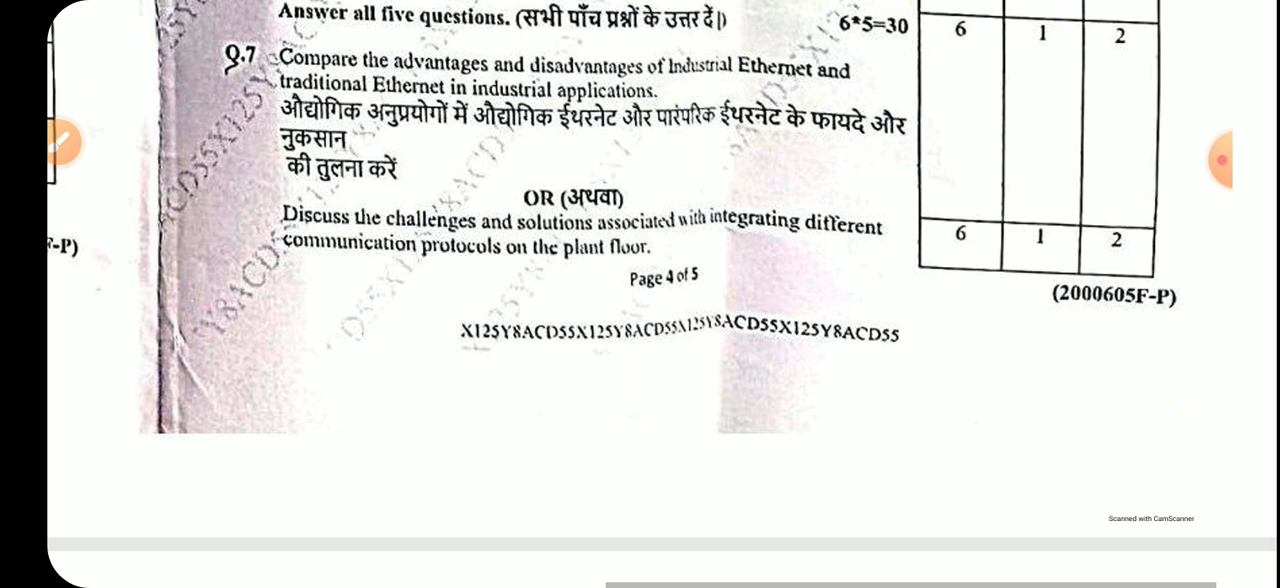 Answer all five questions. (सभी पाँच प्रश्नों के उत्तर दें|) 6*5=30
6 1 2
Q.7 Compare the advantages and disadvantages of Industrial Ethernet and
traditional Ethernet in industrial applications.
औद्योगिक अनुप्रयोगों में औद्योगिक ईथरनेट और पारंपरिक ईथरनेट के फायदे और
नुकसान
की तुलना करें
OR (अथवा)
Discuss the challenges and solutions associated with integrating different
communication protocols on the plant floor.
6 1 2
-P)
Page 4 of 5
(2000605F-P)
X125Y8ACD55X125Y8ACD55X125Y8ACD55X125Y8ACD55
Scanned with CamScanner